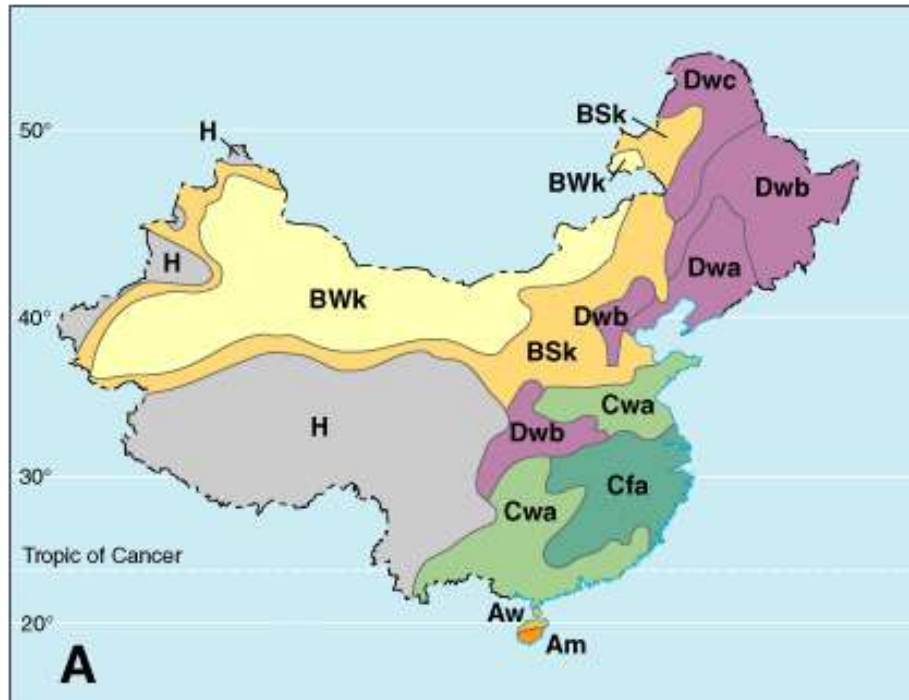 Dwc
BSk
50°
H
BWk
Dwb
H
Dwa
BWk
40°
Dwb
BSk
Cwa
H
Dwb
30°
Cfa
Cwa
Tropic of Cancer
Aw
20°
Am
A